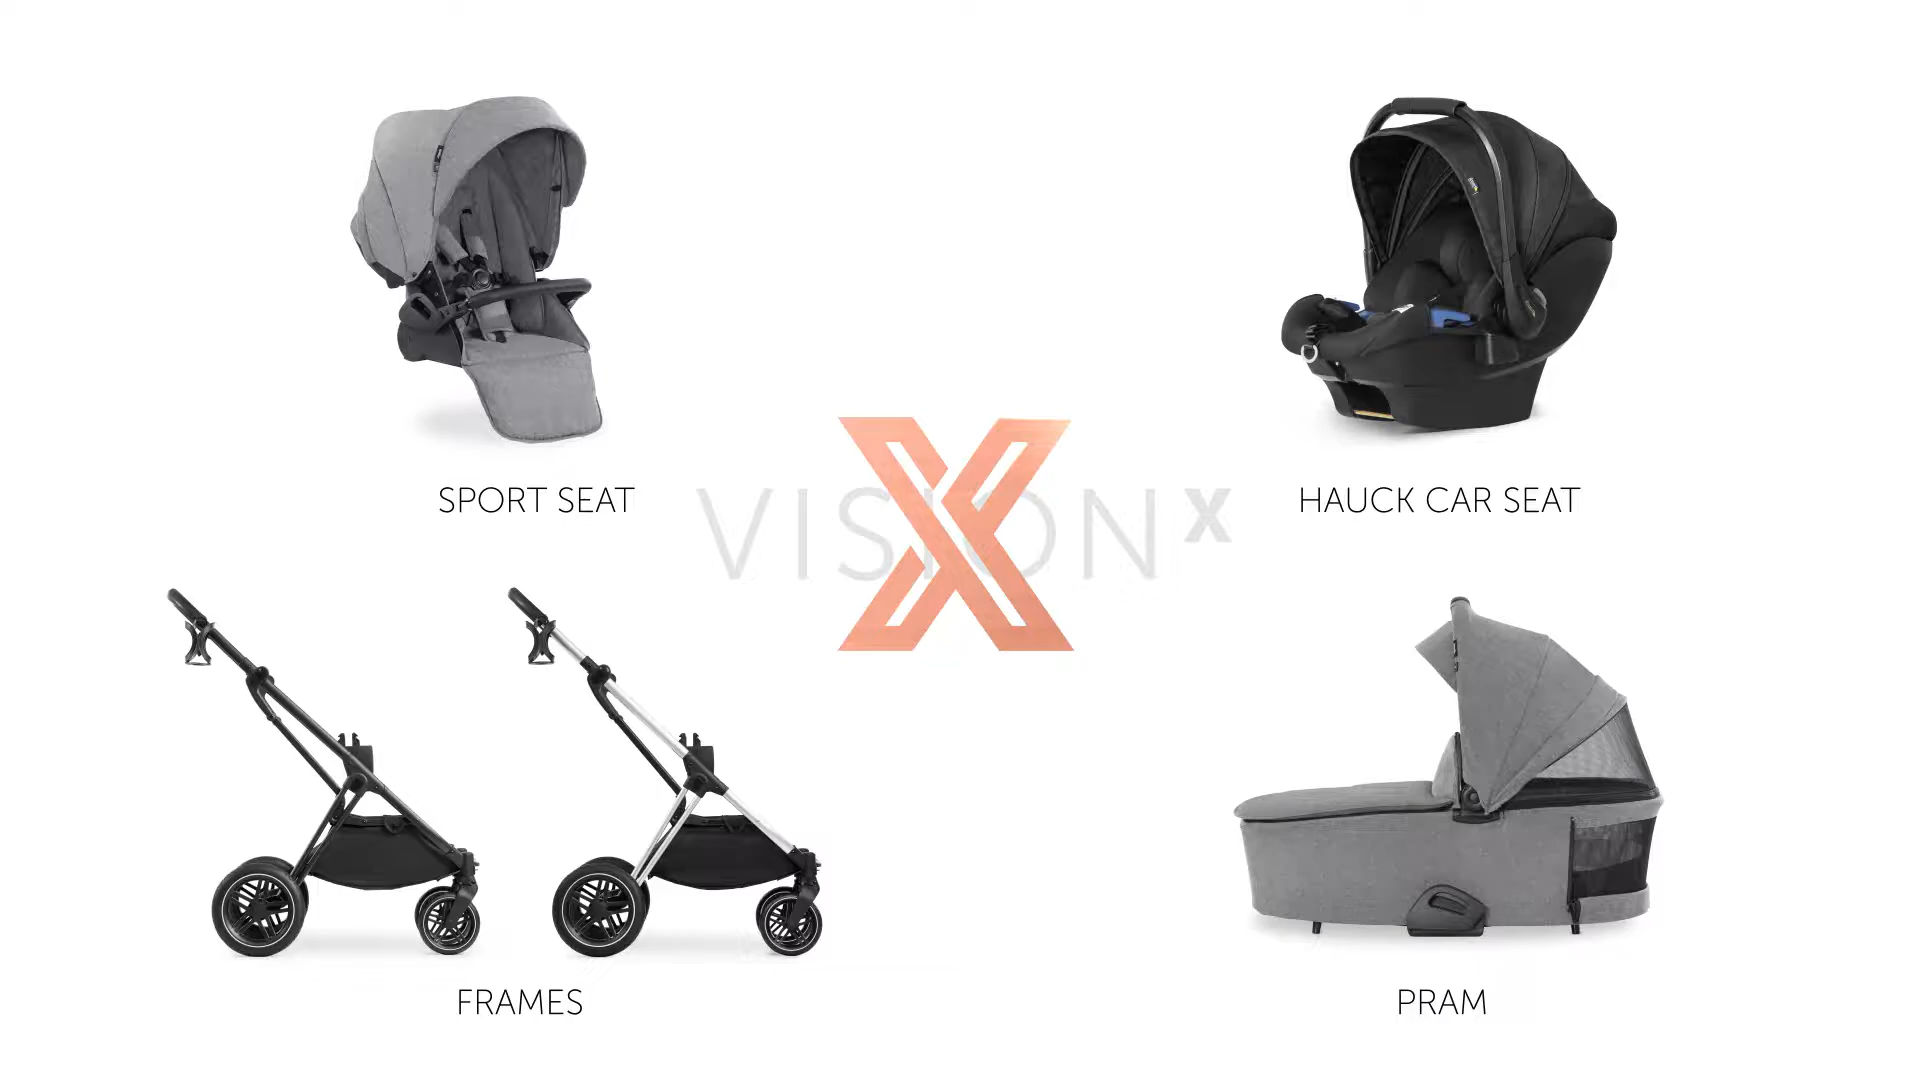 SPORT SEAT
HAUCK CAR SEAT
VISION X
FRAMES
PRAM